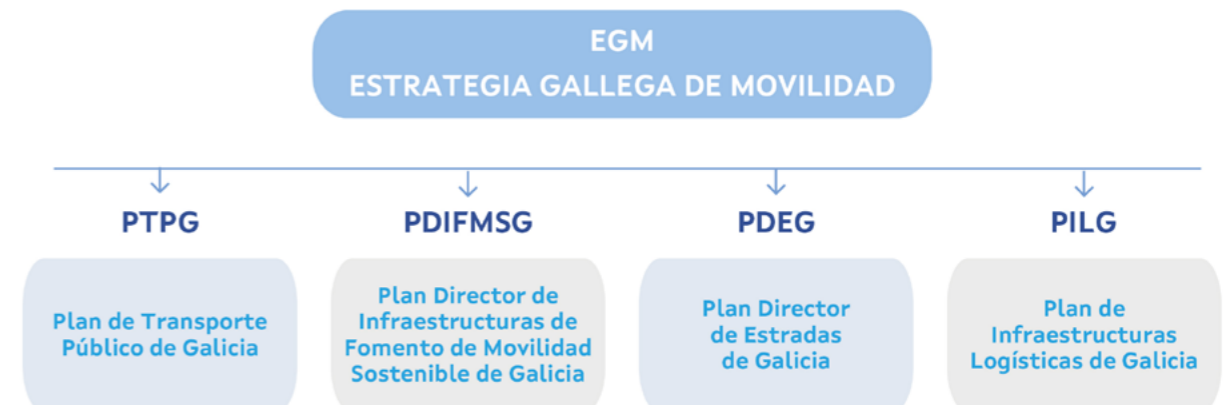 EGM
ESTRATEGIA GALLEGA DE MOVILIDAD
PTPG
Plan de Transporte
Público de Galicia
PDIFMSG
Plan Director de
Infraestructuras de
Fomento de Movilidad
Sostenible de Galicia
PDEG
Plan Director
de Estradas
de Galicia
PILG
Plan de
Infraestructuras
Logísticas de Galicia